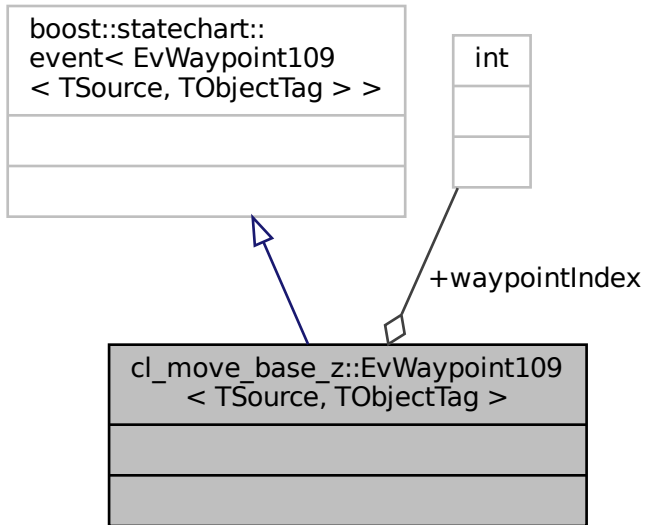 boost::statechart::
event< EvWaypoint109
< TSource, TObjectTag > >
int
+waypointIndex
cl_move_base_z::EvWaypoint109
< TSource, TObjectTag >